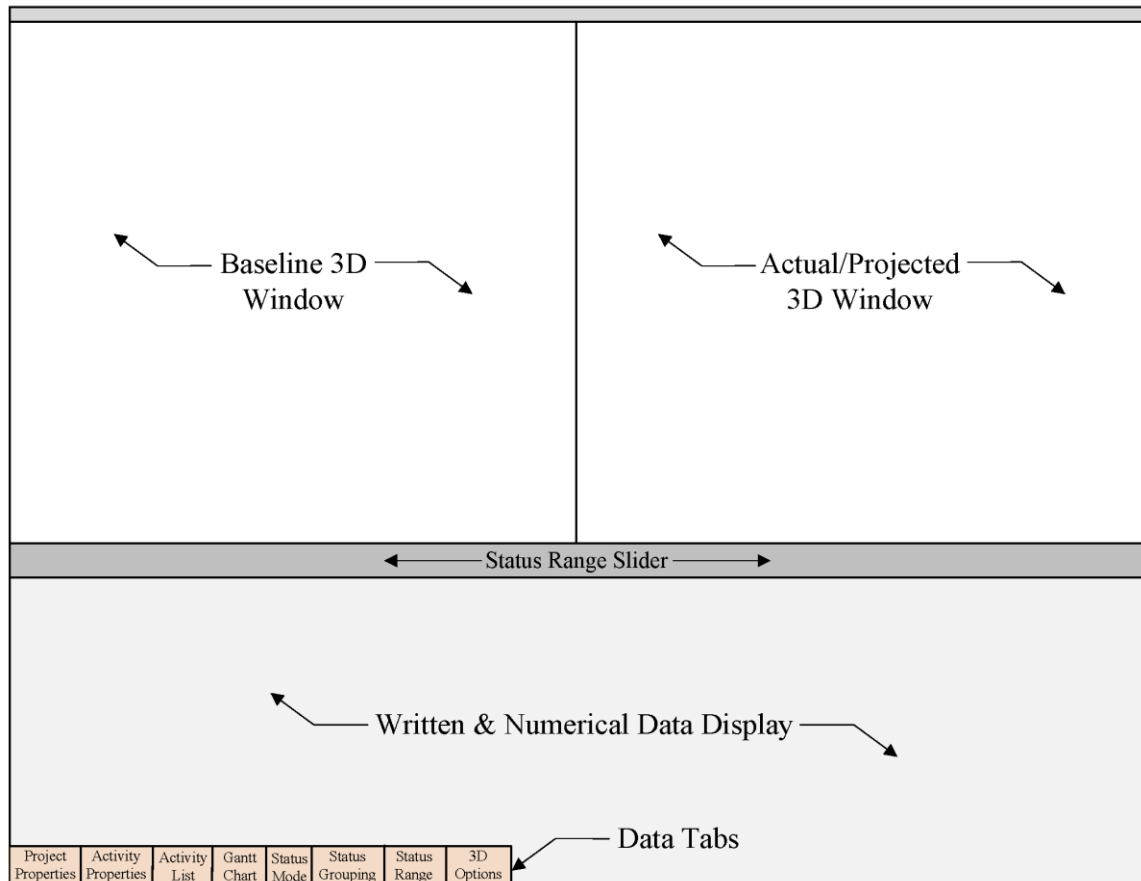 Baseline 3D
Window
Actual/Projected
3D Window
Status Range Slider
Written & Numerical Data Display
Data Tabs
Project
Properties
Activity
Properties
Activity
List
Gantt
Chart
Status
Mode
Status
Grouping
Status
Range
3D
Options